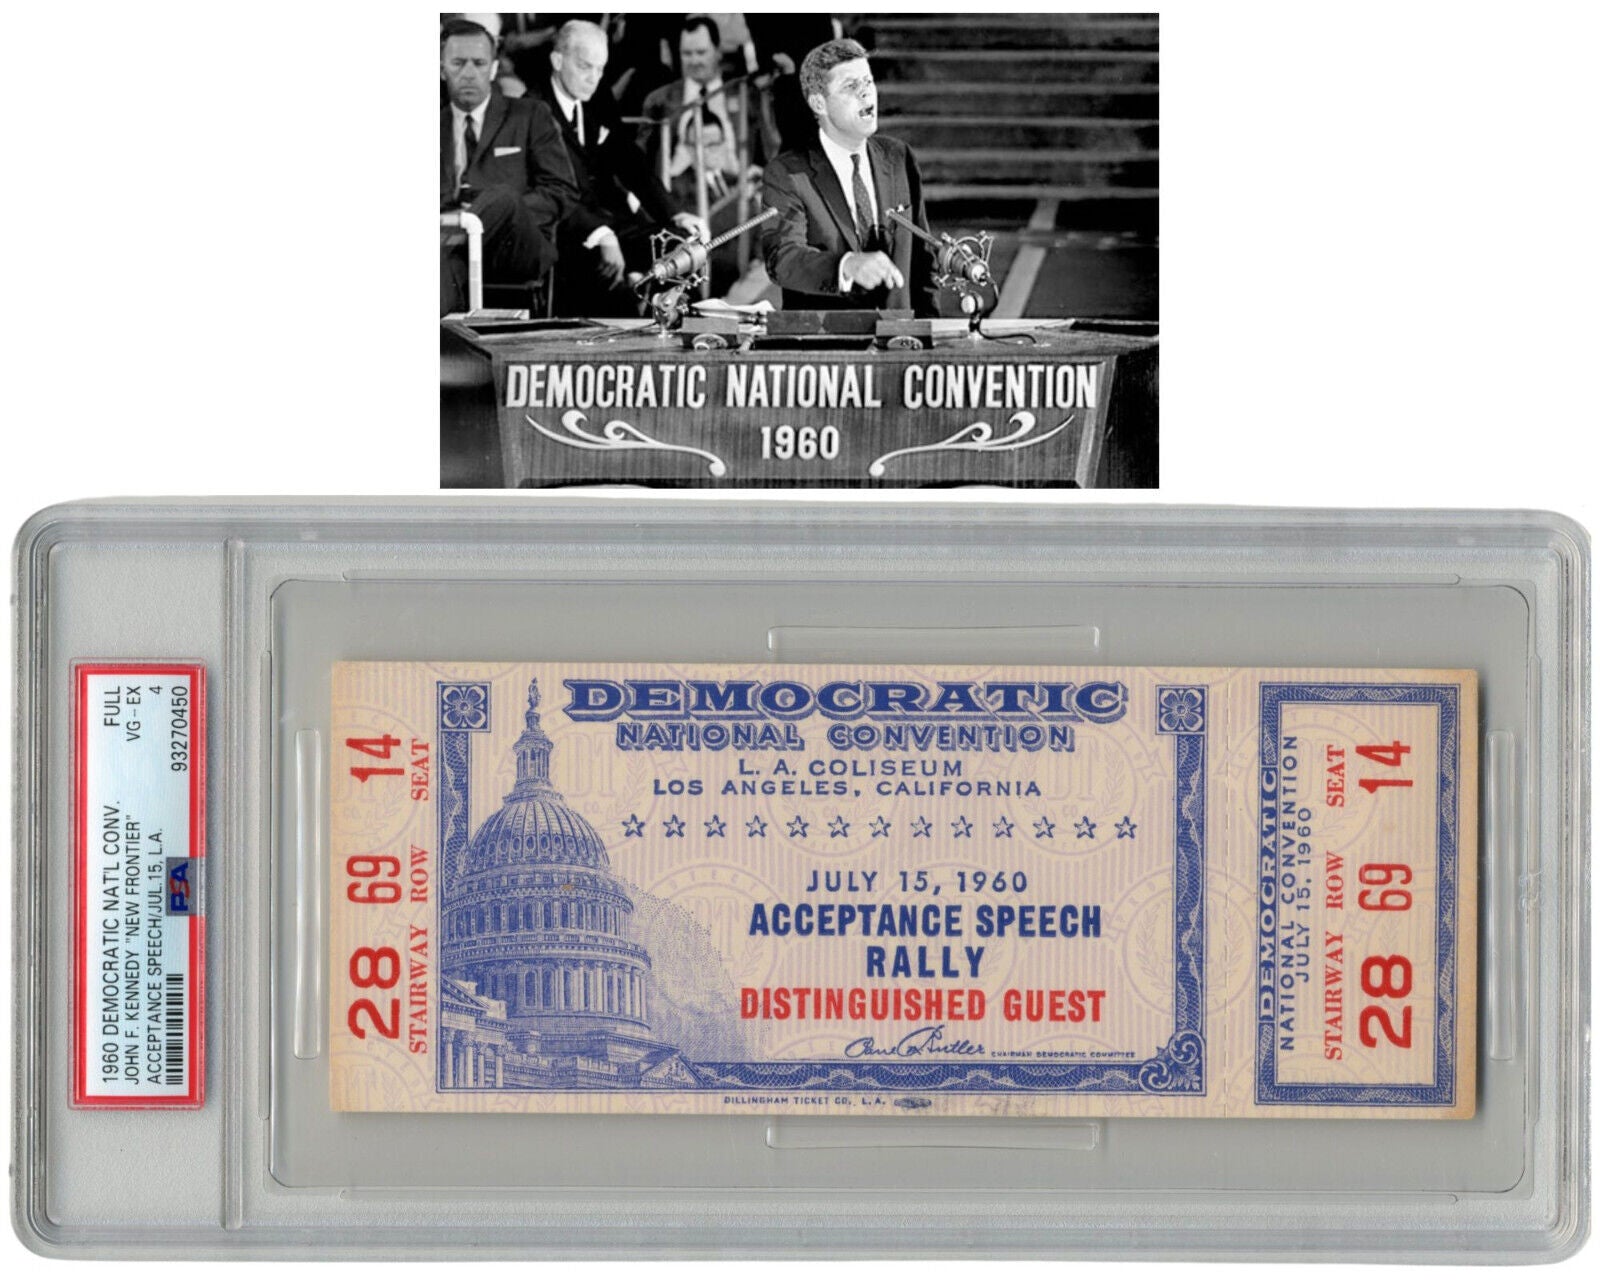 DEMOCRATIC NATIONAL CONVENTION
1960
1960 DEMOCRATIC NAT'L CONV. FULL
JOHN F. KENNEDY "NEW FRONTIER" VG-EX
ACCEPTANCE SPEECH/JUL.15, L.A. 4
93270450
PSA
28 69 14
STAIRWAY ROW SEAT
DEMOCRATIC
NATIONAL CONVENTION
L. A. COLISEUM
LOS ANGELES, CALIFORNIA
JULY 15, 1960
ACCEPTANCE SPEECH
RALLY
DISTINGUISHED GUEST
Butler CHAIRMAN DEMOCRATIC COMMITTEE
DILLINGHAM TICKET CO., L. A.
DEMOCRATIC
NATIONAL CONVENTION
JULY 15, 1960
STAIRWAY ROW SEAT
28 69 14